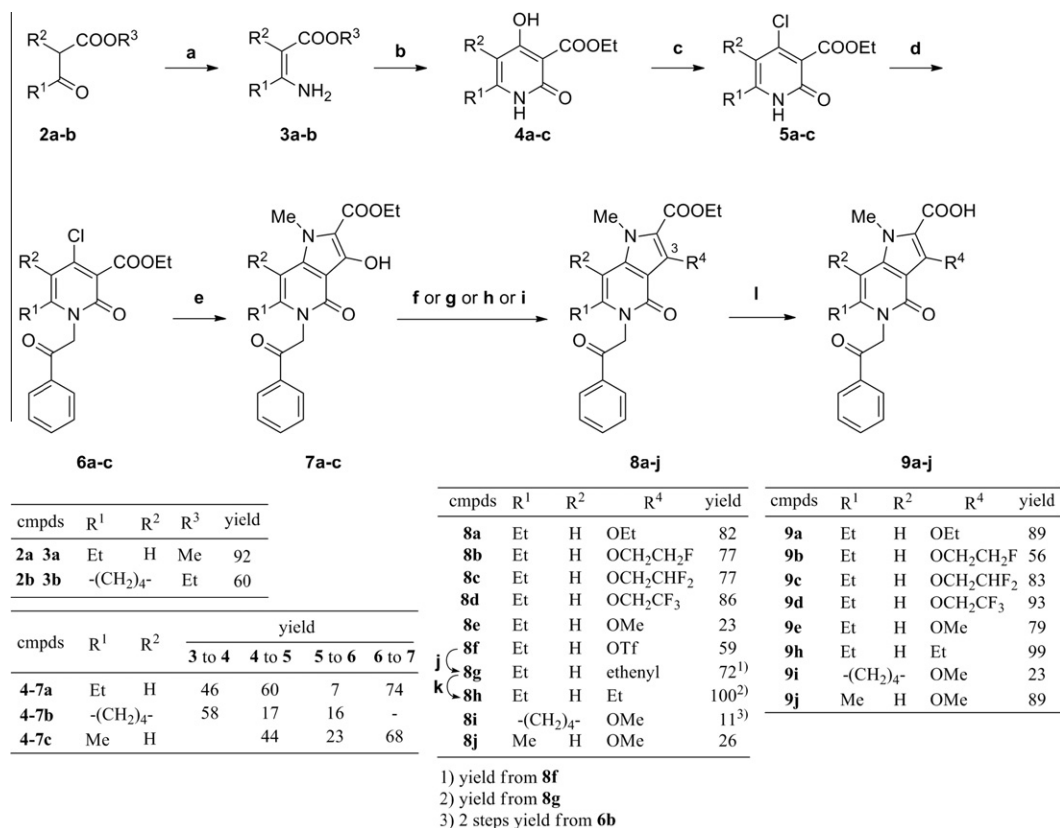 R² COOR³ R² COOR³ OH Cl
R² COOEt R² COOEt
a b c d
R¹ O R¹ NH₂ R¹ N H O R¹ N H O
2a-b 3a-b 4a-c 5a-c
Cl Me N COOEt Me N COOEt Me N COOH
R² COOEt R² OH R² 3 R⁴ R² R⁴
e f or g or h or i l
R¹ N O R¹ N O R¹ N O R¹ N O
O O O O
6a-c 7a-c 8a-j 9a-j
cmpds R¹ R² R³ yield
2a 3a Et H Me 92
2b 3b -(CH₂)₄- Et 60
cmpds R¹ R² yield
3 to 4 4 to 5 5 to 6 6 to 7
4-7a Et H 46 60 7 74
4-7b -(CH₂)₄- 58 17 16 -
4-7c Me H 44 23 68
cmpds R¹ R² R⁴ yield
8a Et H OEt 82
8b Et H OCH₂CH₂F 77
8c Et H OCH₂CHF₂ 77
8d Et H OCH₂CF₃ 86
8e Et H OMe 23
8f Et H OTf 59
j
8g Et H ethenyl 72¹⁾
k
8h Et H Et 100²⁾
8i -(CH₂)₄- OMe 11³⁾
8j Me H OMe 26
1) yield from 8f
2) yield from 8g
3) 2 steps yield from 6b
cmpds R¹ R² R⁴ yield
9a Et H OEt 89
9b Et H OCH₂CH₂F 56
9c Et H OCH₂CHF₂ 83
9d Et H OCH₂CF₃ 93
9e Et H OMe 79
9h Et H Et 99
9i -(CH₂)₄- OMe 23
9j Me H OMe 89